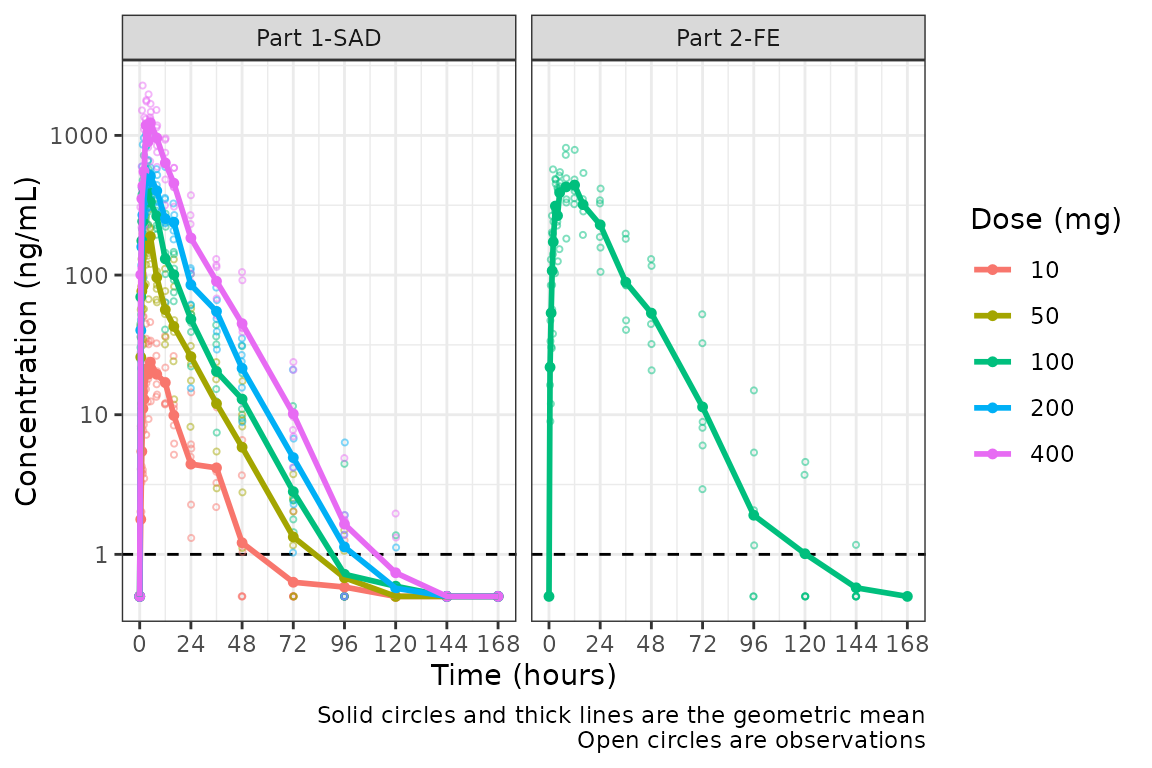 Part 1-SAD
Part 2-FE
Concentration (ng/mL)
1000
100
10
1
0 24 48 72 96 120 144 168
0 24 48 72 96 120 144 168
Time (hours)
Dose (mg)
10
50
100
200
400
Solid circles and thick lines are the geometric mean
Open circles are observations